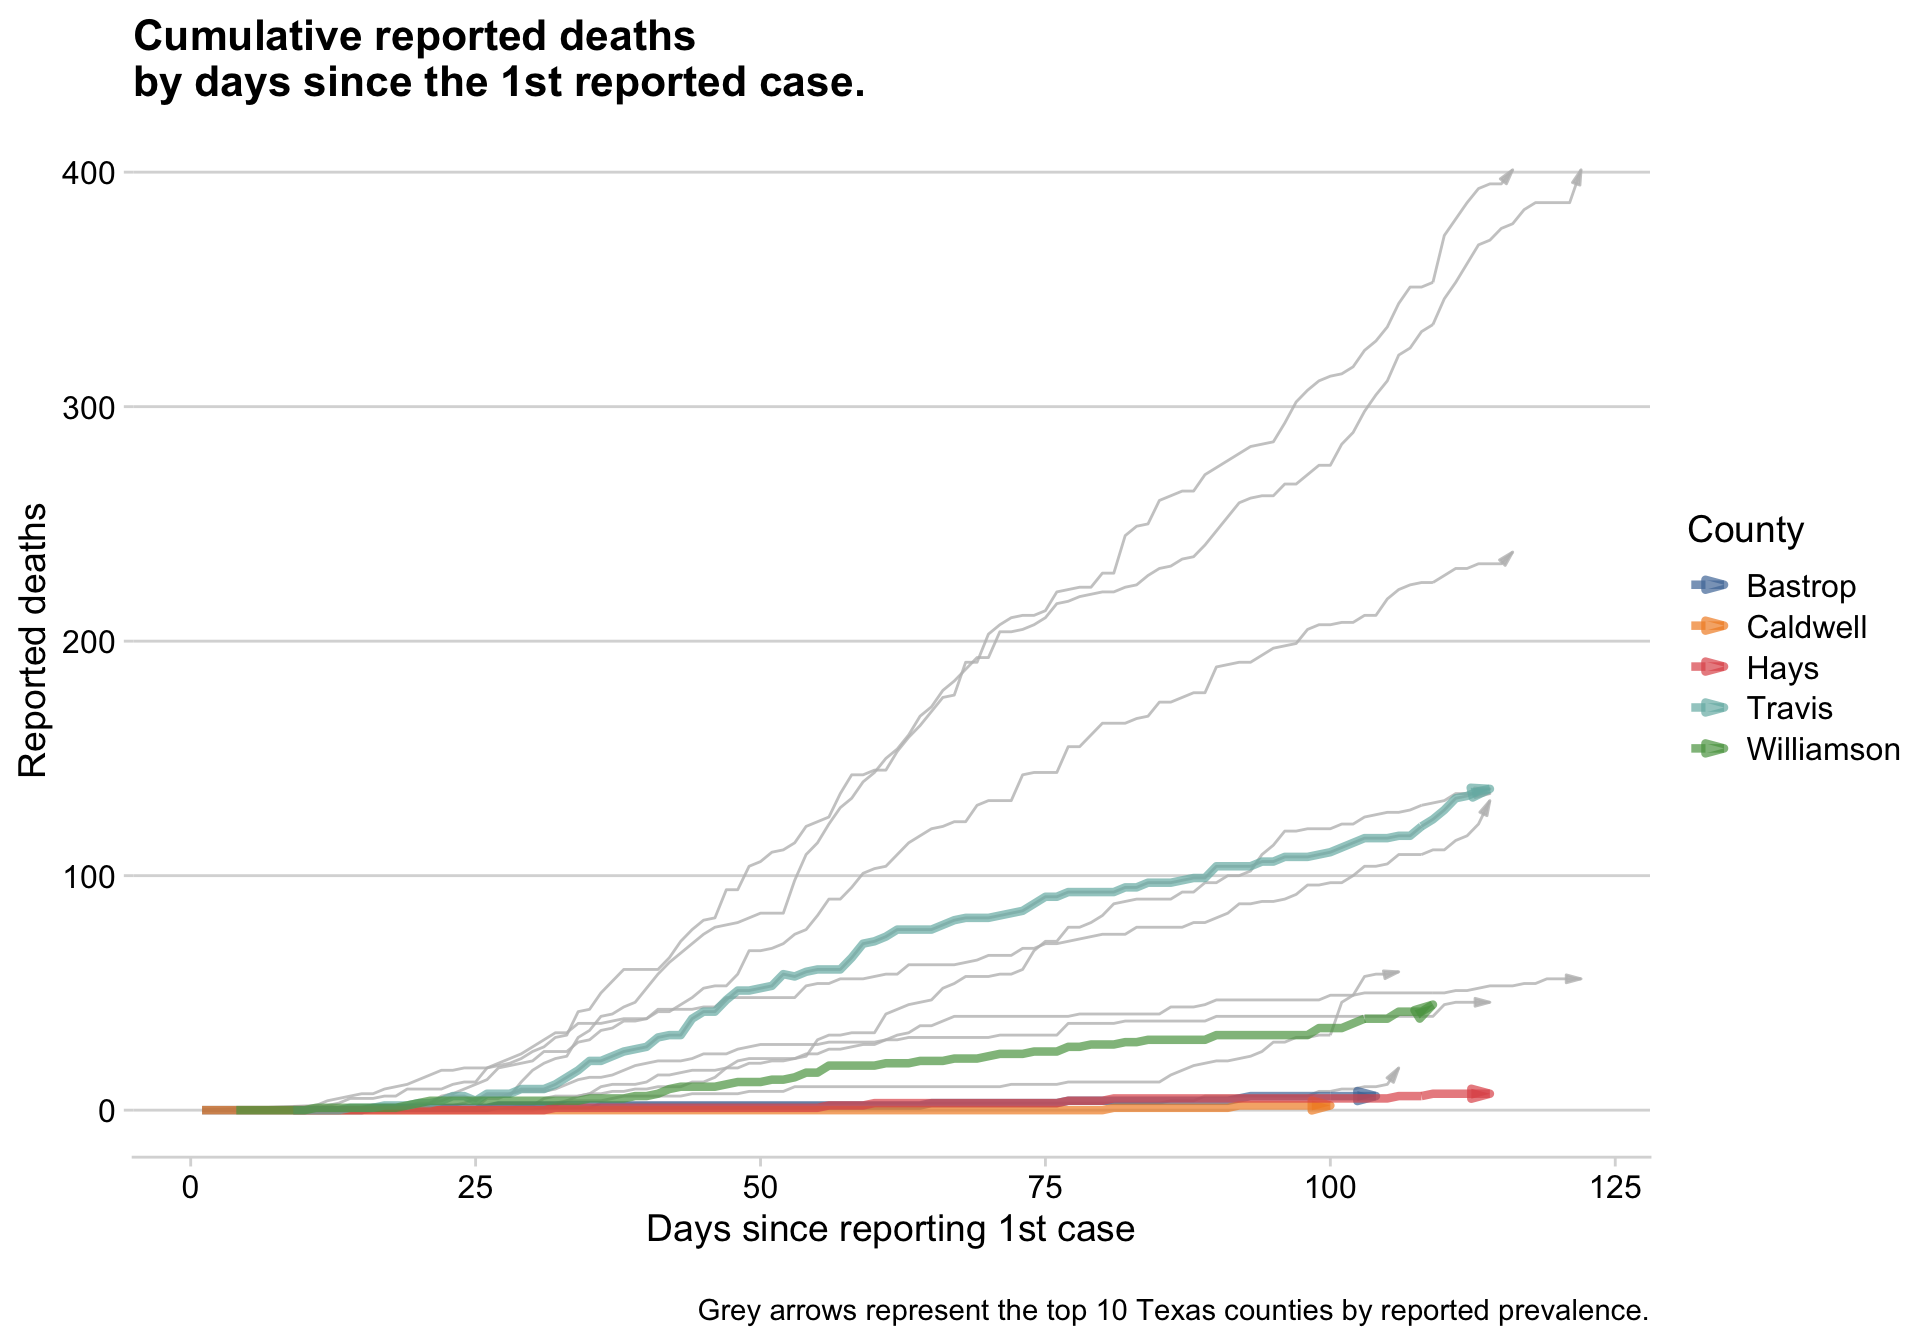 Cumulative reported deaths
by days since the 1st reported case.
400
300
200
100
0
Reported deaths
0 25 50 75 100 125
Days since reporting 1st case
County
Bastrop
Caldwell
Hays
Travis
Williamson
Grey arrows represent the top 10 Texas counties by reported prevalence.